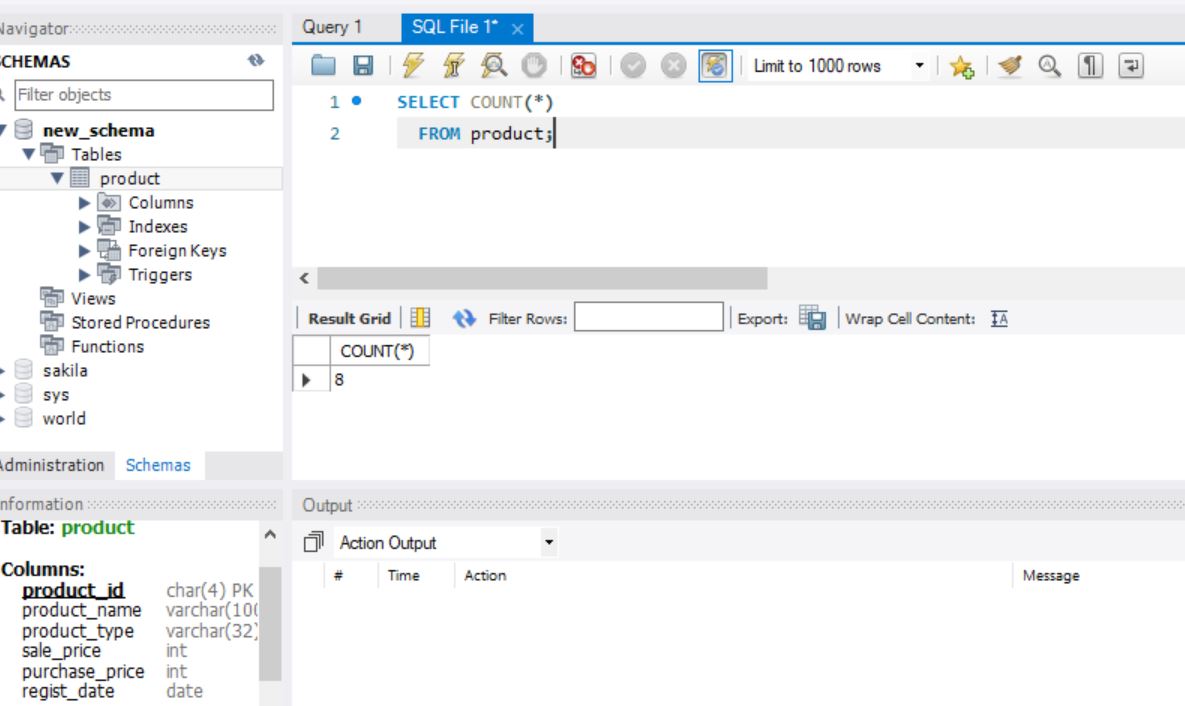 Navigator
Query 1
SQL File 1* ×
SCHEMAS
Filter objects
Limit to 1000 rows
1 SELECT COUNT(*)
2 FROM product;
new_schema
Tables
product
Columns
Indexes
Foreign Keys
Triggers
Views
Stored Procedures
Functions
sakila
sys
world
Administration Schemas
Result Grid Filter Rows: Export: Wrap Cell Content:
COUNT(*)
8
Information
Table: product
Columns:
product_id char(4) PK
product_name varchar(100
product_type varchar(32)
sale_price int
purchase_price int
regist_date date
Output
Action Output
# Time Action Message